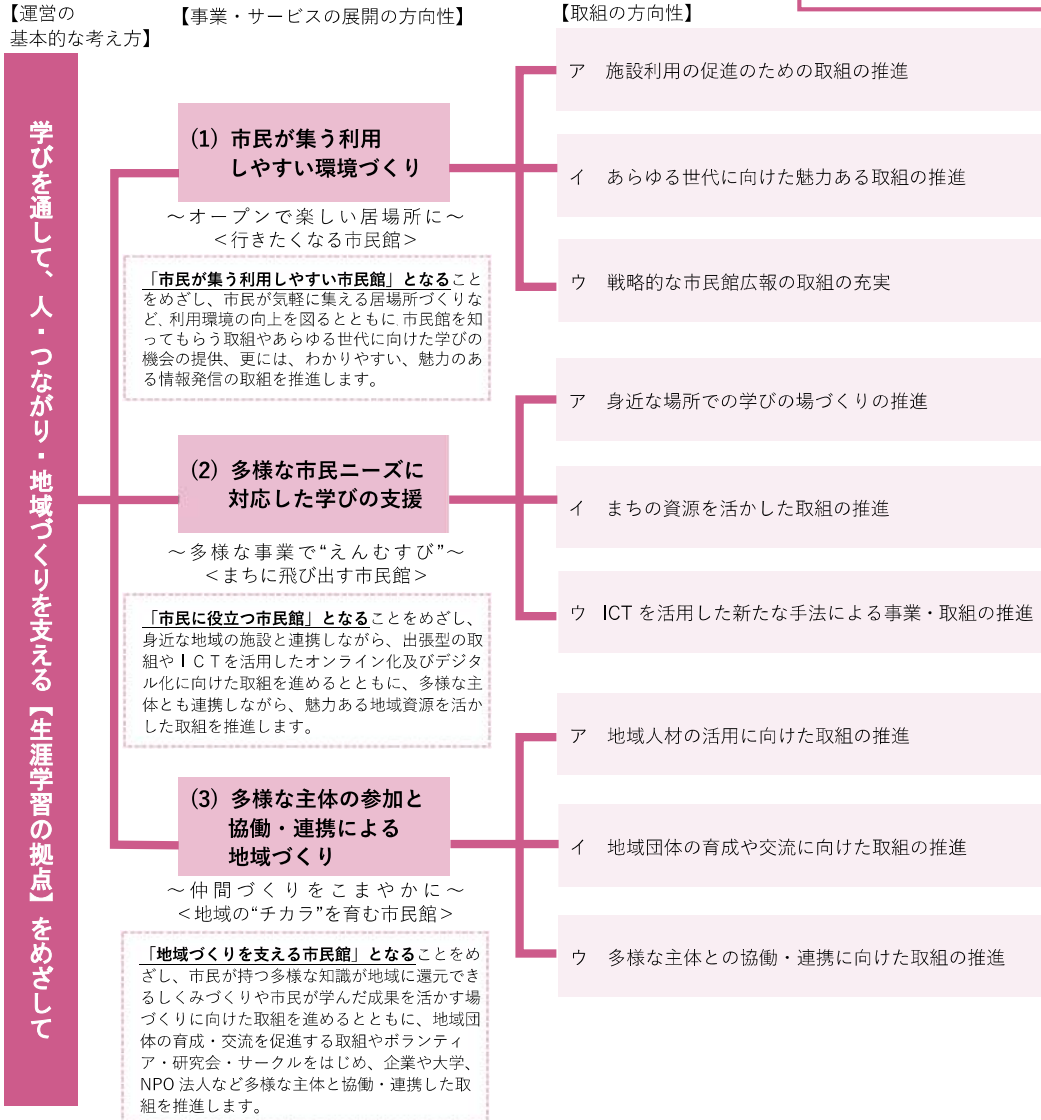 【運営の
基本的な考え方】
【事業・サービスの展開の方向性】
【取組の方向性】
学びを通して、人・つながり・地域づくりを支える【生涯学習の拠点】をめざして
(1) 市民が集う利用
しやすい環境づくり
～オープンで楽しい居場所に～
＜行きたくなる市民館＞
「市民が集う利用しやすい市民館」となること
をめざし、市民が気軽に集える居場所づくりな
ど、利用環境の向上を図るとともに、市民館を知
ってもらう取組やあらゆる世代に向けた学びの
機会の提供、更には、わかりやすい、魅力のあ
る情報発信の取組を推進します。
ア 施設利用の促進のための取組の推進
イ あらゆる世代に向けた魅力ある取組の推進
ウ 戦略的な市民館広報の取組の充実
(2) 多様な市民ニーズに
対応した学びの支援
～多様な事業で“えんむすび”～
＜まちに飛び出す市民館＞
「市民に役立つ市民館」となることをめざし、
身近な地域の施設と連携しながら、出張型の取
組やＩＣＴを活用したオンライン化及びデジタ
ル化に向けた取組を進めるとともに、多様な主
体とも連携しながら、魅力ある地域資源を活か
した取組を推進します。
ア 身近な場所での学びの場づくりの推進
イ まちの資源を活かした取組の推進
ウ ICT を活用した新たな手法による事業・取組の推進
(3) 多様な主体の参加と
協働・連携による
地域づくり
～仲間づくりをこまやかに～
＜地域の“チカラ”を育む市民館＞
「地域づくりを支える市民館」となることをめ
ざし、市民が持つ多様な知識が地域に還元でき
るしくみづくりや市民が学んだ成果を活かす場
づくりに向けた取組を進めるとともに、地域団
体の育成・交流を促進する取組やボランティ
ア・研究会・サークルをはじめ、企業や大学、
NPO 法人など多様な主体と協働・連携した取
組を推進します。
ア 地域人材の活用に向けた取組の推進
イ 地域団体の育成や交流に向けた取組の推進
ウ 多様な主体との協働・連携に向けた取組の推進